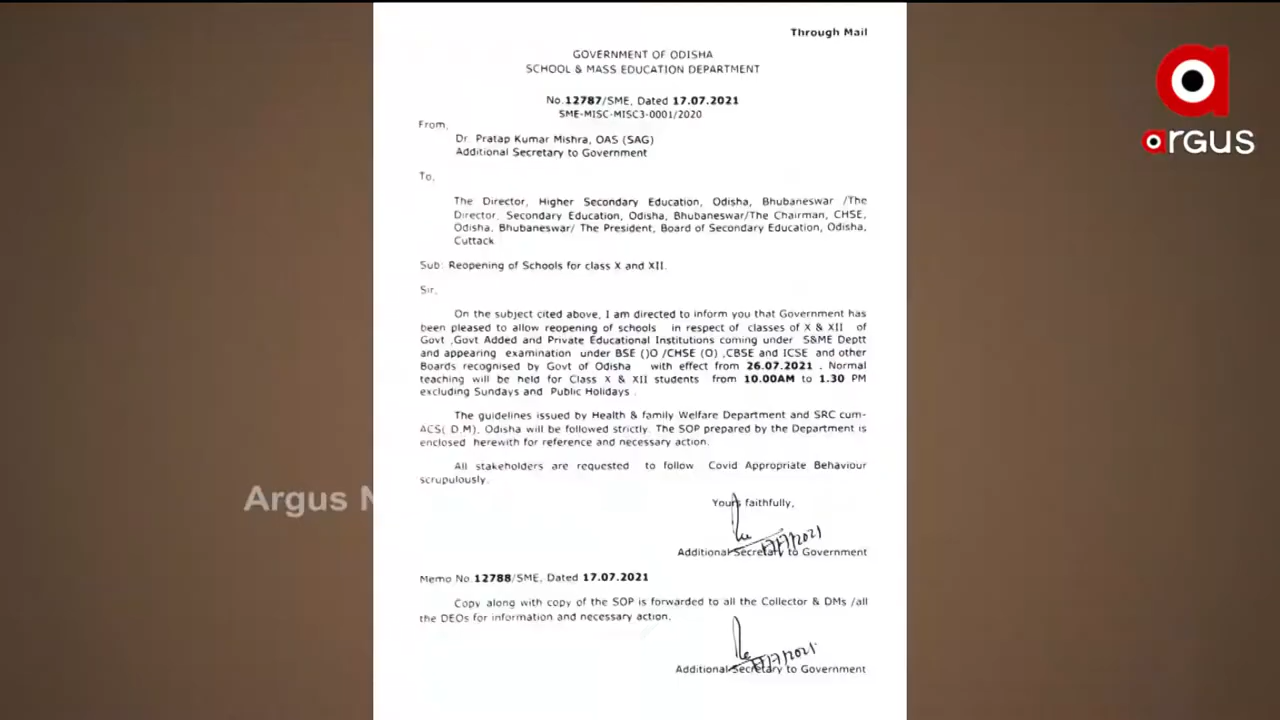 Through Mail
GOVERNMENT OF ODISHA
SCHOOL & MASS EDUCATION DEPARTMENT
No.12787/SME, Dated 17.07.2021
SME-MISC-MISC3-0001/2020
From,
Dr. Pratap Kumar Mishra, OAS (SAG)
Additional Secretary to Government
To,
The Director, Higher Secondary Education, Odisha, Bhubaneswar /The
Director, Secondary Education, Odisha, Bhubaneswar/The Chairman, CHSE,
Odisha, Bhubaneswar/ The President, Board of Secondary Education, Odisha,
Cuttack
Sub: Reopening of Schools for class X and XII.
Sir,
On the subject cited above, I am directed to inform you that Government has
been pleased to allow reopening of schools in respect of classes of X & XII of
Govt ,Govt Added and Private Educational Institutions coming under S&ME Deptt
and appearing examination under BSE ()O /CHSE (O) ,CBSE and ICSE and other
Boards recognised by Govt of Odisha with effect from 26.07.2021 . Normal
teaching will be held for Class X & XII students from 10.00AM to 1.30 PM
excluding Sundays and Public Holidays .
The guidelines issued by Health & family Welfare Department and SRC cum-
ACS( D.M), Odisha will be followed strictly. The SOP prepared by the Department is
enclosed herewith for reference and necessary action.
All stakeholders are requested to follow Covid Appropriate Behaviour
scrupulously.
Yours faithfully,
17/7/2021
Additional Secretary to Government
Memo No.12788/SME, Dated 17.07.2021
Copy along with copy of the SOP is forwarded to all the Collector & DMs /all
the DEOs for information and necessary action.
17/7/2021
Additional Secretary to Government
argus
Argus N